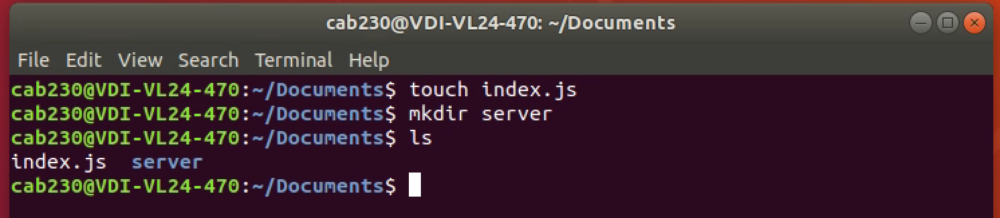 cab230@VDI-VL24-470: ~/Documents
File Edit View Search Terminal Help
cab230@VDI-VL24-470:~/Documents$ touch index.js
cab230@VDI-VL24-470:~/Documents$ mkdir server
cab230@VDI-VL24-470:~/Documents$ ls
index.js  server
cab230@VDI-VL24-470:~/Documents$